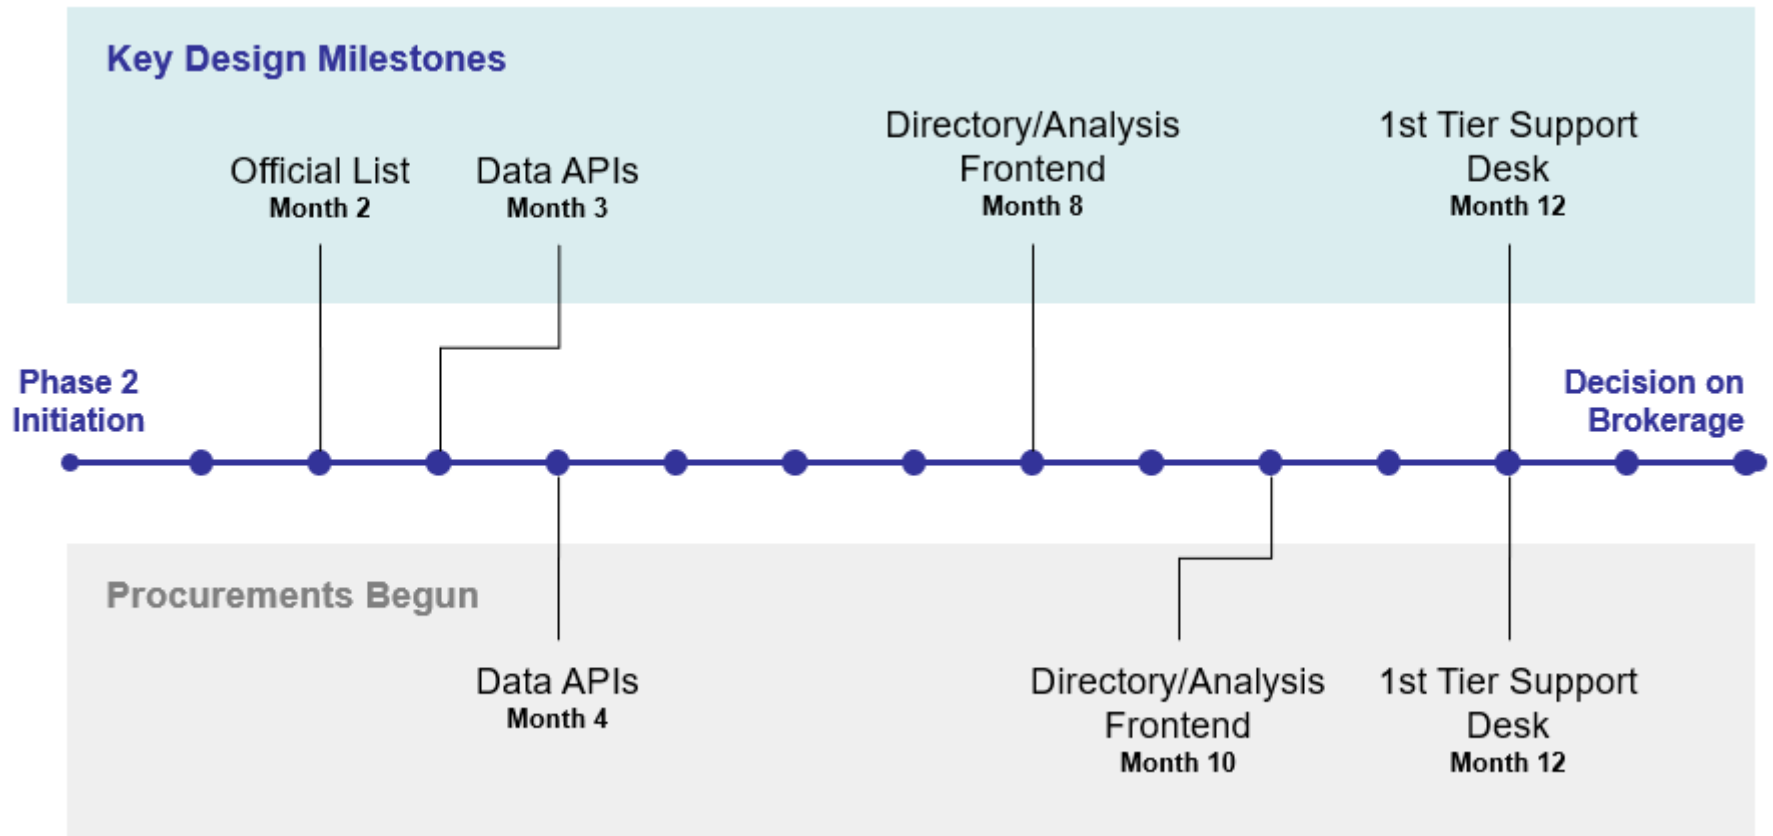 Key Design Milestones
Official List
Month 2
Data APIs
Month 3
Directory/Analysis
Frontend
Month 8
1st Tier Support
Desk
Month 12
Phase 2
Initiation
Decision on
Brokerage
Procurements Begun
Data APIs
Month 4
Directory/Analysis
Frontend
Month 10
1st Tier Support
Desk
Month 12